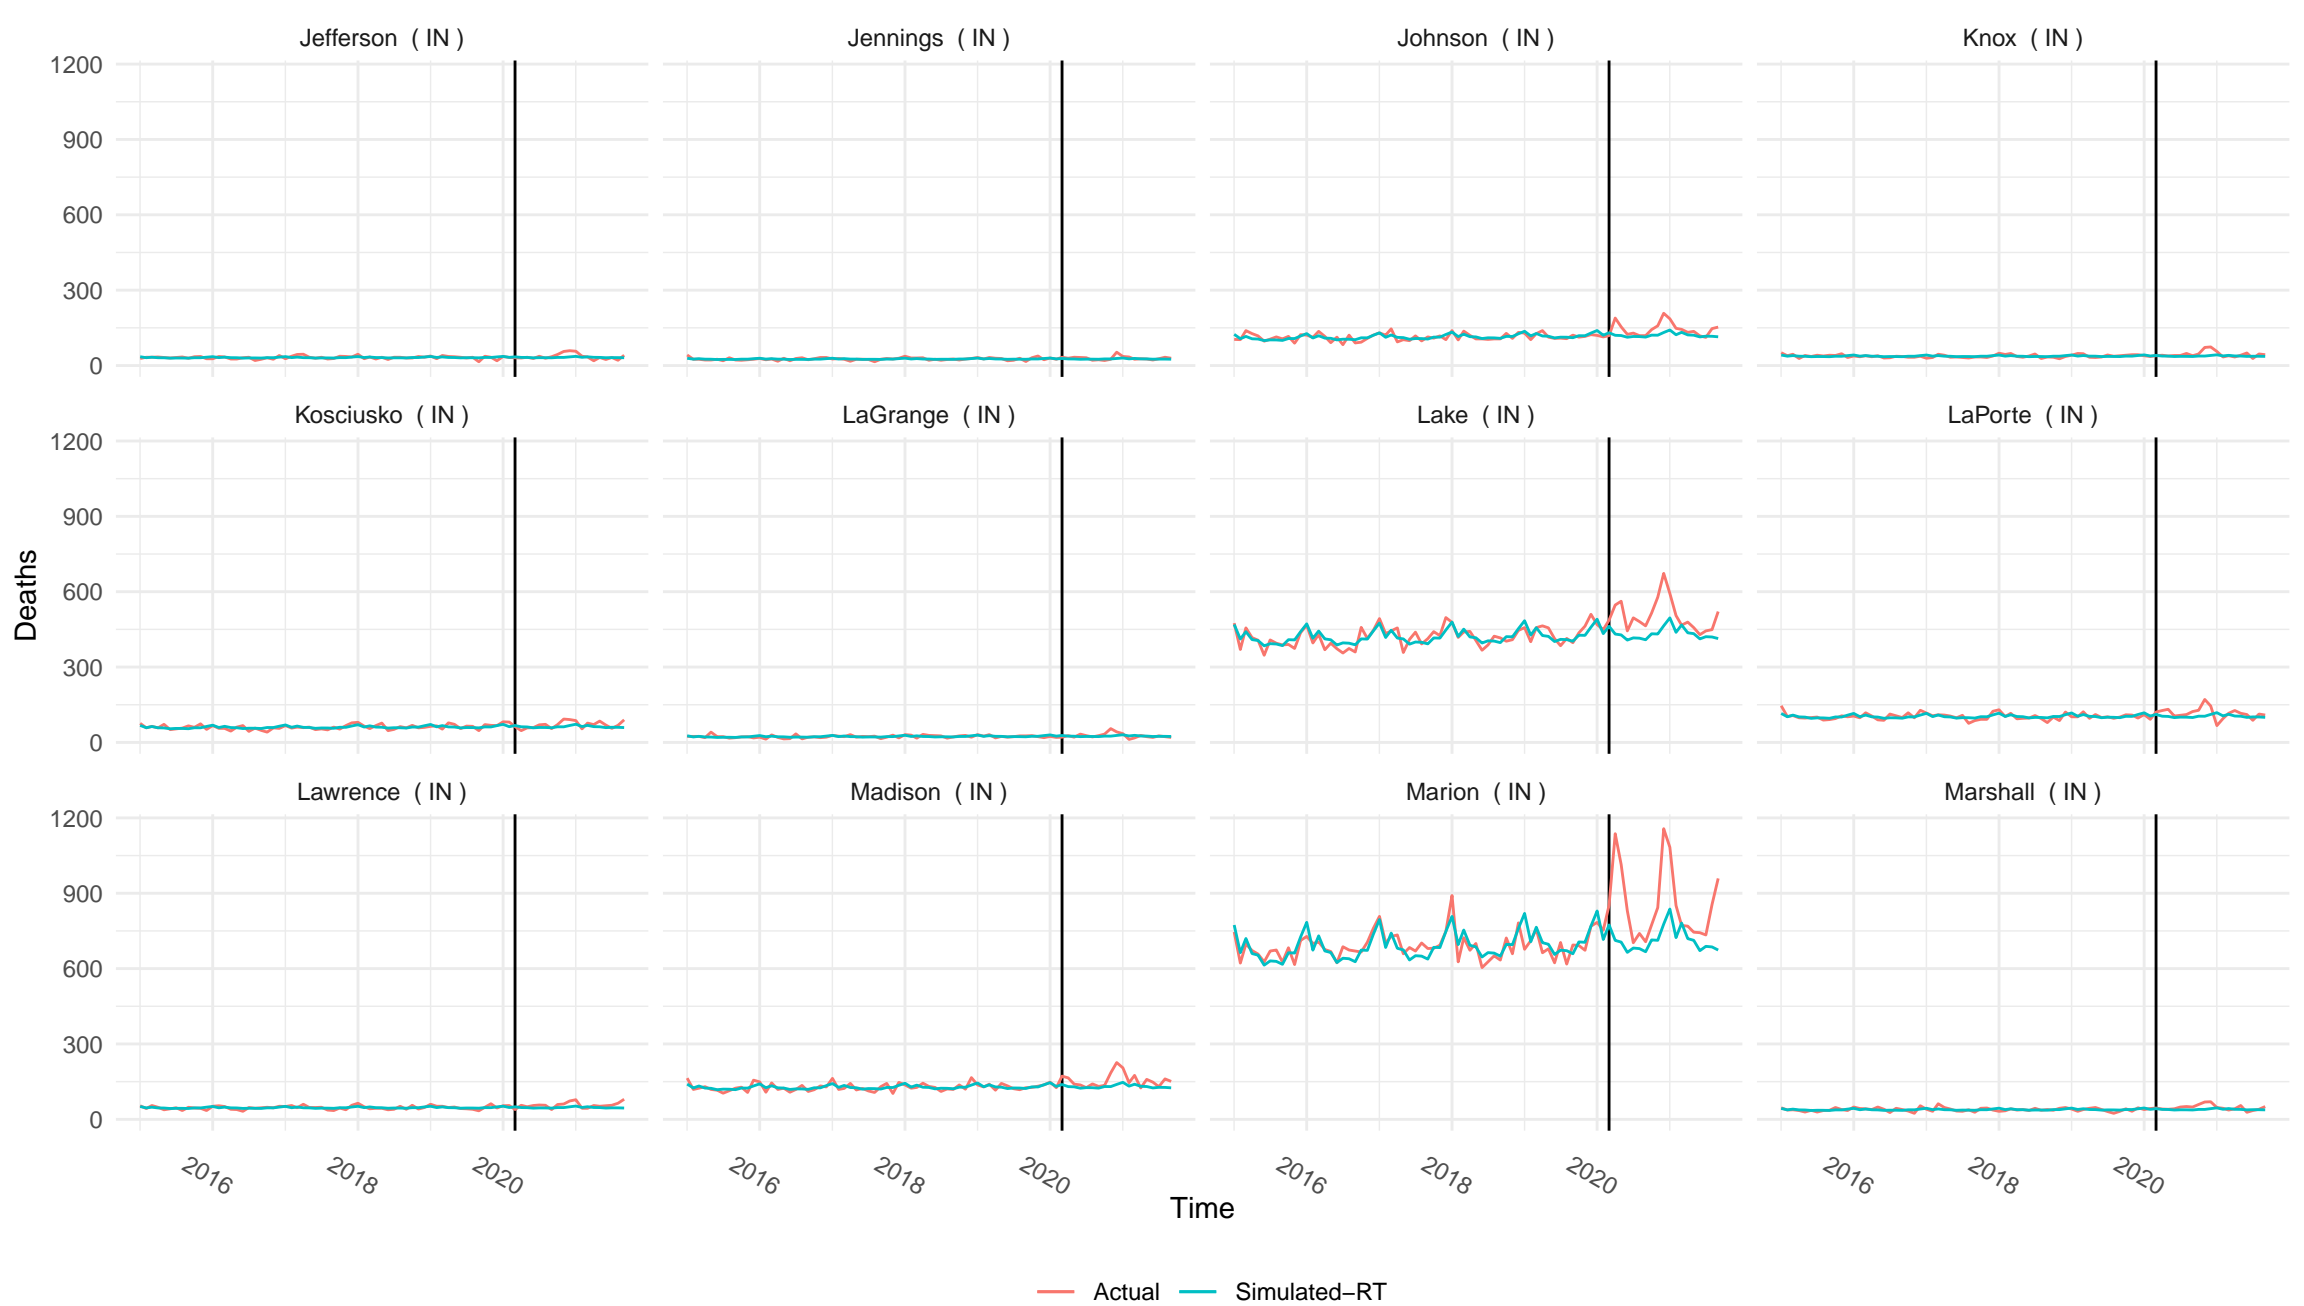 Jefferson ( IN )
Jennings ( IN )
Johnson ( IN )
Knox ( IN )
1200
900
600
300
0
Kosciusko ( IN )
LaGrange ( IN )
Lake ( IN )
LaPorte ( IN )
1200
900
600
300
0
Deaths
Lawrence ( IN )
Madison ( IN )
Marion ( IN )
Marshall ( IN )
1200
900
600
300
0
2016 2018 2020 2016 2018 2020 2016 2018 2020 2016 2018 2020
Time
Actual Simulated−RT